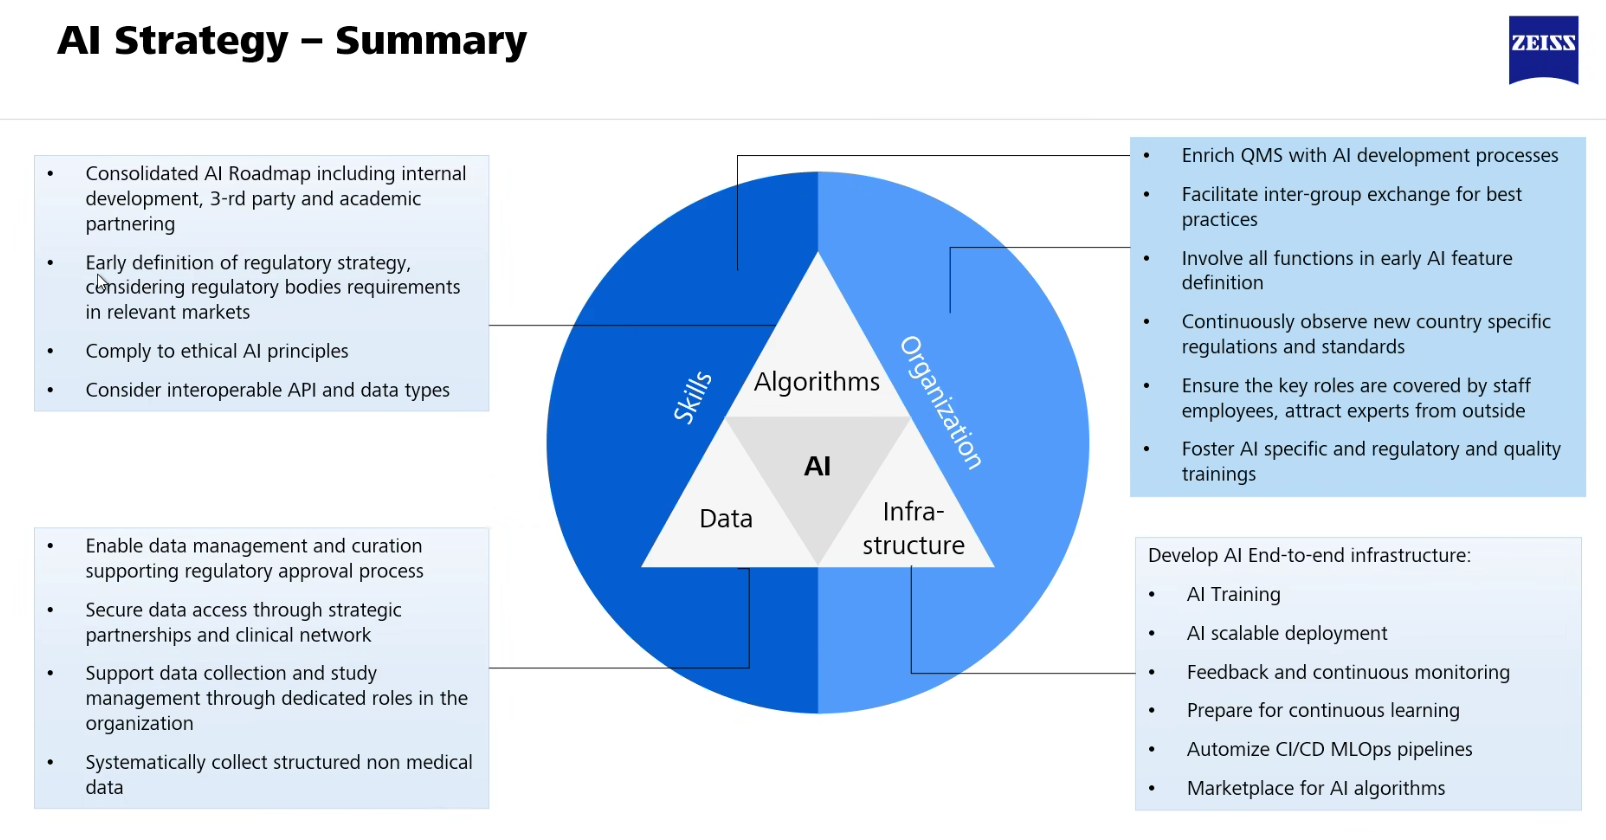 AI Strategy – Summary
ZEISS
• Consolidated AI Roadmap including internal
development, 3-rd party and academic
partnering
• Early definition of regulatory strategy,
considering regulatory bodies requirements
in relevant markets
• Comply to ethical AI principles
• Consider interoperable API and data types
• Enable data management and curation
supporting regulatory approval process
• Secure data access through strategic
partnerships and clinical network
• Support data collection and study
management through dedicated roles in the
organization
• Systematically collect structured non medical
data
Skills
Organization
Algorithms
AI
Data
Infra-
structure
• Enrich QMS with AI development processes
• Facilitate inter-group exchange for best
practices
• Involve all functions in early AI feature
definition
• Continuously observe new country specific
regulations and standards
• Ensure the key roles are covered by staff
employees, attract experts from outside
• Foster AI specific and regulatory and quality
trainings
Develop AI End-to-end infrastructure:
• AI Training
• AI scalable deployment
• Feedback and continuous monitoring
• Prepare for continuous learning
• Automize CI/CD MLOps pipelines
• Marketplace for AI algorithms